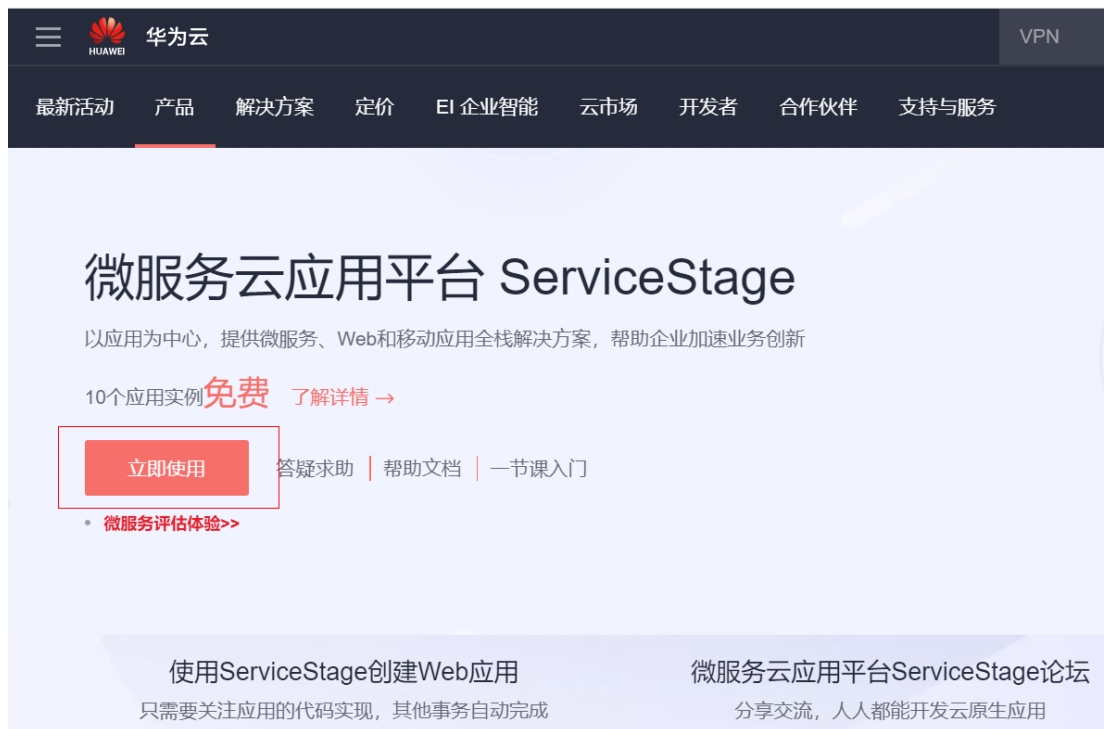 HUAWEI 华为云 VPN
最新活动 产品 解决方案 定价 EI 企业智能 云市场 开发者 合作伙伴 支持与服务
微服务云应用平台 ServiceStage
以应用为中心，提供微服务、Web和移动应用全栈解决方案，帮助企业加速业务创新
10个应用实例免费 了解详情 →
立即使用 答疑求助 | 帮助文档 | 一节课入门
• 微服务评估体验>>
使用ServiceStage创建Web应用
只需要关注应用的代码实现，其他事务自动完成
微服务云应用平台ServiceStage论坛
分享交流，人人都能开发云原生应用